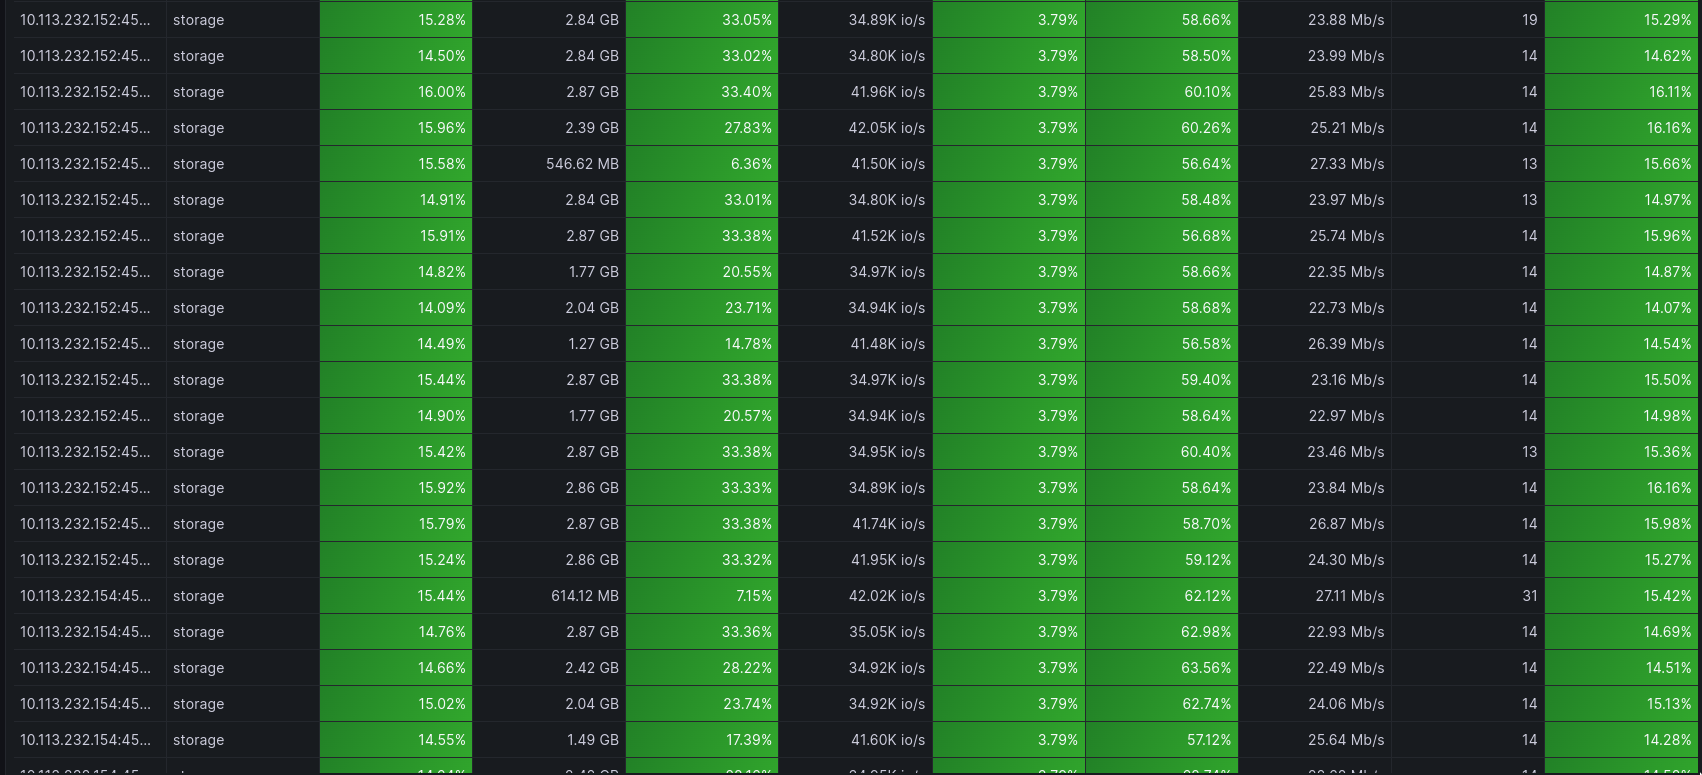 10.113.232.152:45... storage 15.28% 2.84 GB 33.05% 34.89K io/s 3.79% 58.66% 23.88 Mb/s 19 15.29%
10.113.232.152:45... storage 14.50% 2.84 GB 33.02% 34.80K io/s 3.79% 58.50% 23.99 Mb/s 14 14.62%
10.113.232.152:45... storage 16.00% 2.87 GB 33.40% 41.96K io/s 3.79% 60.10% 25.83 Mb/s 14 16.11%
10.113.232.152:45... storage 15.96% 2.39 GB 27.83% 42.05K io/s 3.79% 60.26% 25.21 Mb/s 14 16.16%
10.113.232.152:45... storage 15.58% 546.62 MB 6.36% 41.50K io/s 3.79% 56.64% 27.33 Mb/s 13 15.66%
10.113.232.152:45... storage 14.91% 2.84 GB 33.01% 34.80K io/s 3.79% 58.48% 23.97 Mb/s 13 14.97%
10.113.232.152:45... storage 15.91% 2.87 GB 33.38% 41.52K io/s 3.79% 56.68% 25.74 Mb/s 14 15.96%
10.113.232.152:45... storage 14.82% 1.77 GB 20.55% 34.97K io/s 3.79% 58.66% 22.35 Mb/s 14 14.87%
10.113.232.152:45... storage 14.09% 2.04 GB 23.71% 34.94K io/s 3.79% 58.68% 22.73 Mb/s 14 14.07%
10.113.232.152:45... storage 14.49% 1.27 GB 14.78% 41.48K io/s 3.79% 56.58% 26.39 Mb/s 14 14.54%
10.113.232.152:45... storage 15.44% 2.87 GB 33.38% 34.97K io/s 3.79% 59.40% 23.16 Mb/s 14 15.50%
10.113.232.152:45... storage 14.90% 1.77 GB 20.57% 34.94K io/s 3.79% 58.64% 22.97 Mb/s 14 14.98%
10.113.232.152:45... storage 15.42% 2.87 GB 33.38% 34.95K io/s 3.79% 60.40% 23.46 Mb/s 13 15.36%
10.113.232.152:45... storage 15.92% 2.86 GB 33.33% 34.89K io/s 3.79% 58.64% 23.84 Mb/s 14 16.16%
10.113.232.152:45... storage 15.79% 2.87 GB 33.38% 41.74K io/s 3.79% 58.70% 26.87 Mb/s 14 15.98%
10.113.232.152:45... storage 15.24% 2.86 GB 33.32% 41.95K io/s 3.79% 59.12% 24.30 Mb/s 14 15.27%
10.113.232.154:45... storage 15.44% 614.12 MB 7.15% 42.02K io/s 3.79% 62.12% 27.11 Mb/s 31 15.42%
10.113.232.154:45... storage 14.76% 2.87 GB 33.36% 35.05K io/s 3.79% 62.98% 22.93 Mb/s 14 14.69%
10.113.232.154:45... storage 14.66% 2.42 GB 28.22% 34.92K io/s 3.79% 63.56% 22.49 Mb/s 14 14.51%
10.113.232.154:45... storage 15.02% 2.04 GB 23.74% 34.92K io/s 3.79% 62.74% 24.06 Mb/s 14 15.13%
10.113.232.154:45... storage 14.55% 1.49 GB 17.39% 41.60K io/s 3.79% 57.12% 25.64 Mb/s 14 14.28%